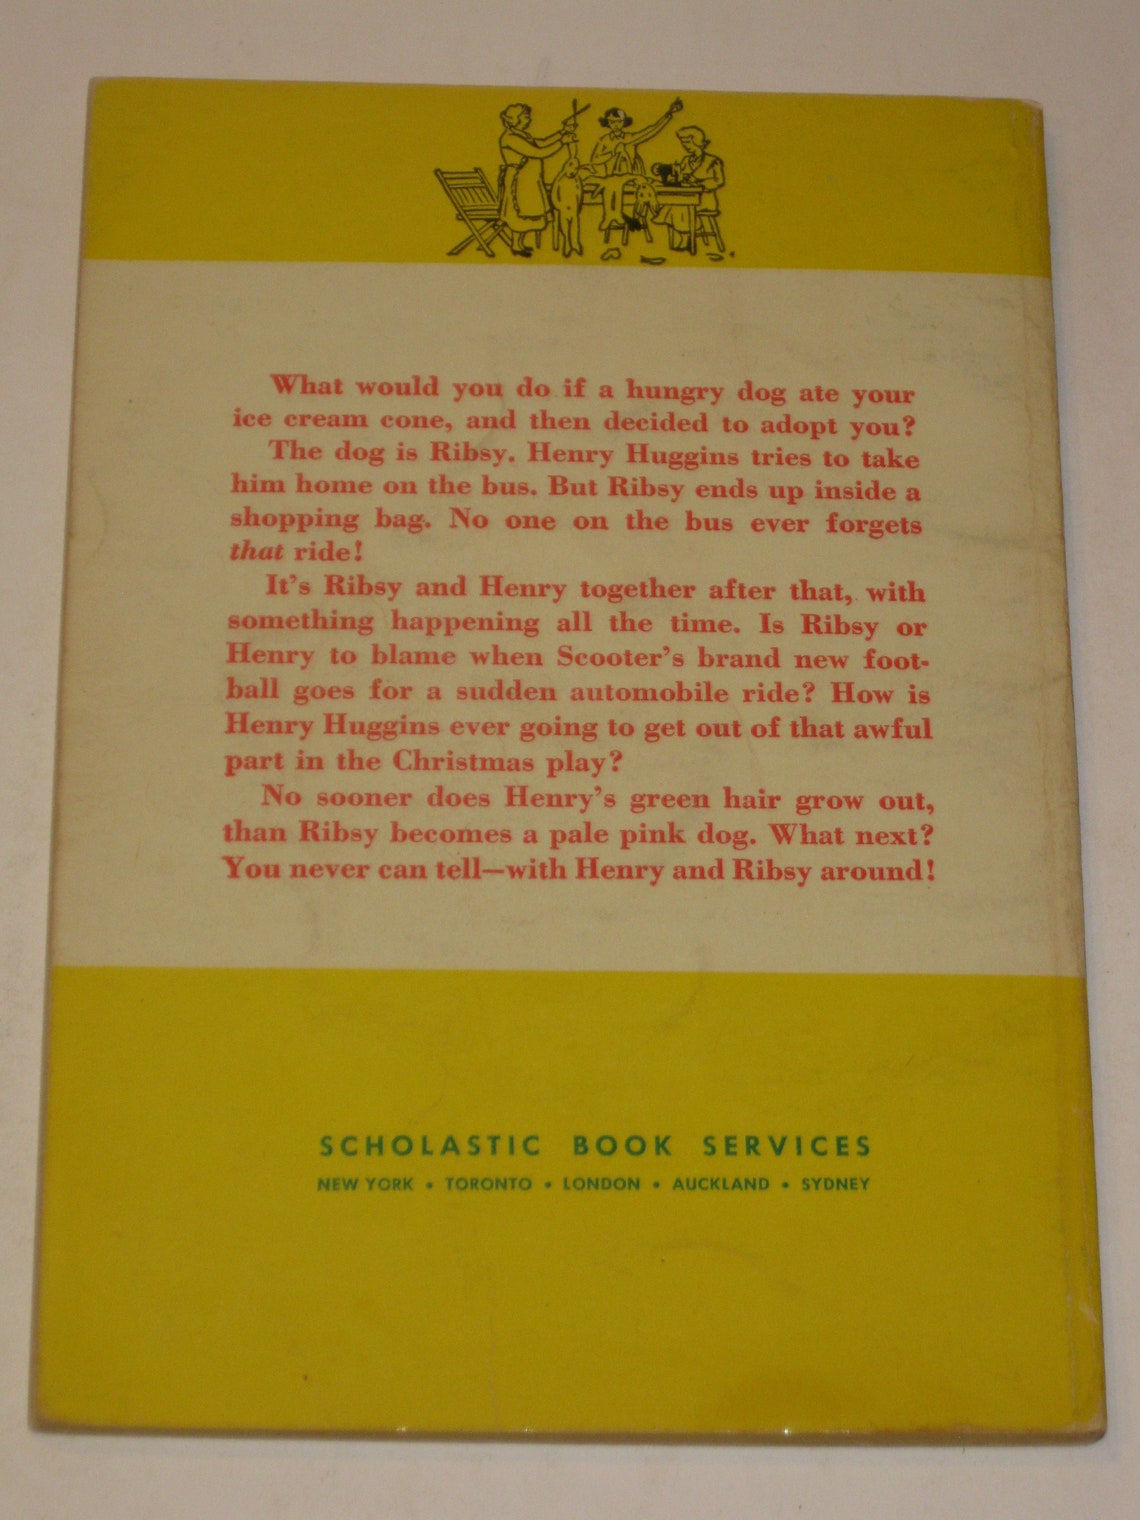 What would you do if a hungry dog ate your
ice cream cone, and then decided to adopt you?
The dog is Ribsy. Henry Huggins tries to take
him home on the bus. But Ribsy ends up inside a
shopping bag. No one on the bus ever forgets
that ride!
It's Ribsy and Henry together after that, with
something happening all the time. Is Ribsy or
Henry to blame when Scooter's brand new foot-
ball goes for a sudden automobile ride? How is
Henry Huggins ever going to get out of that awful
part in the Christmas play?
No sooner does Henry's green hair grow out,
than Ribsy becomes a pale pink dog. What next?
You never can tell—with Henry and Ribsy around!
SCHOLASTIC BOOK SERVICES
NEW YORK • TORONTO • LONDON • AUCKLAND • SYDNEY